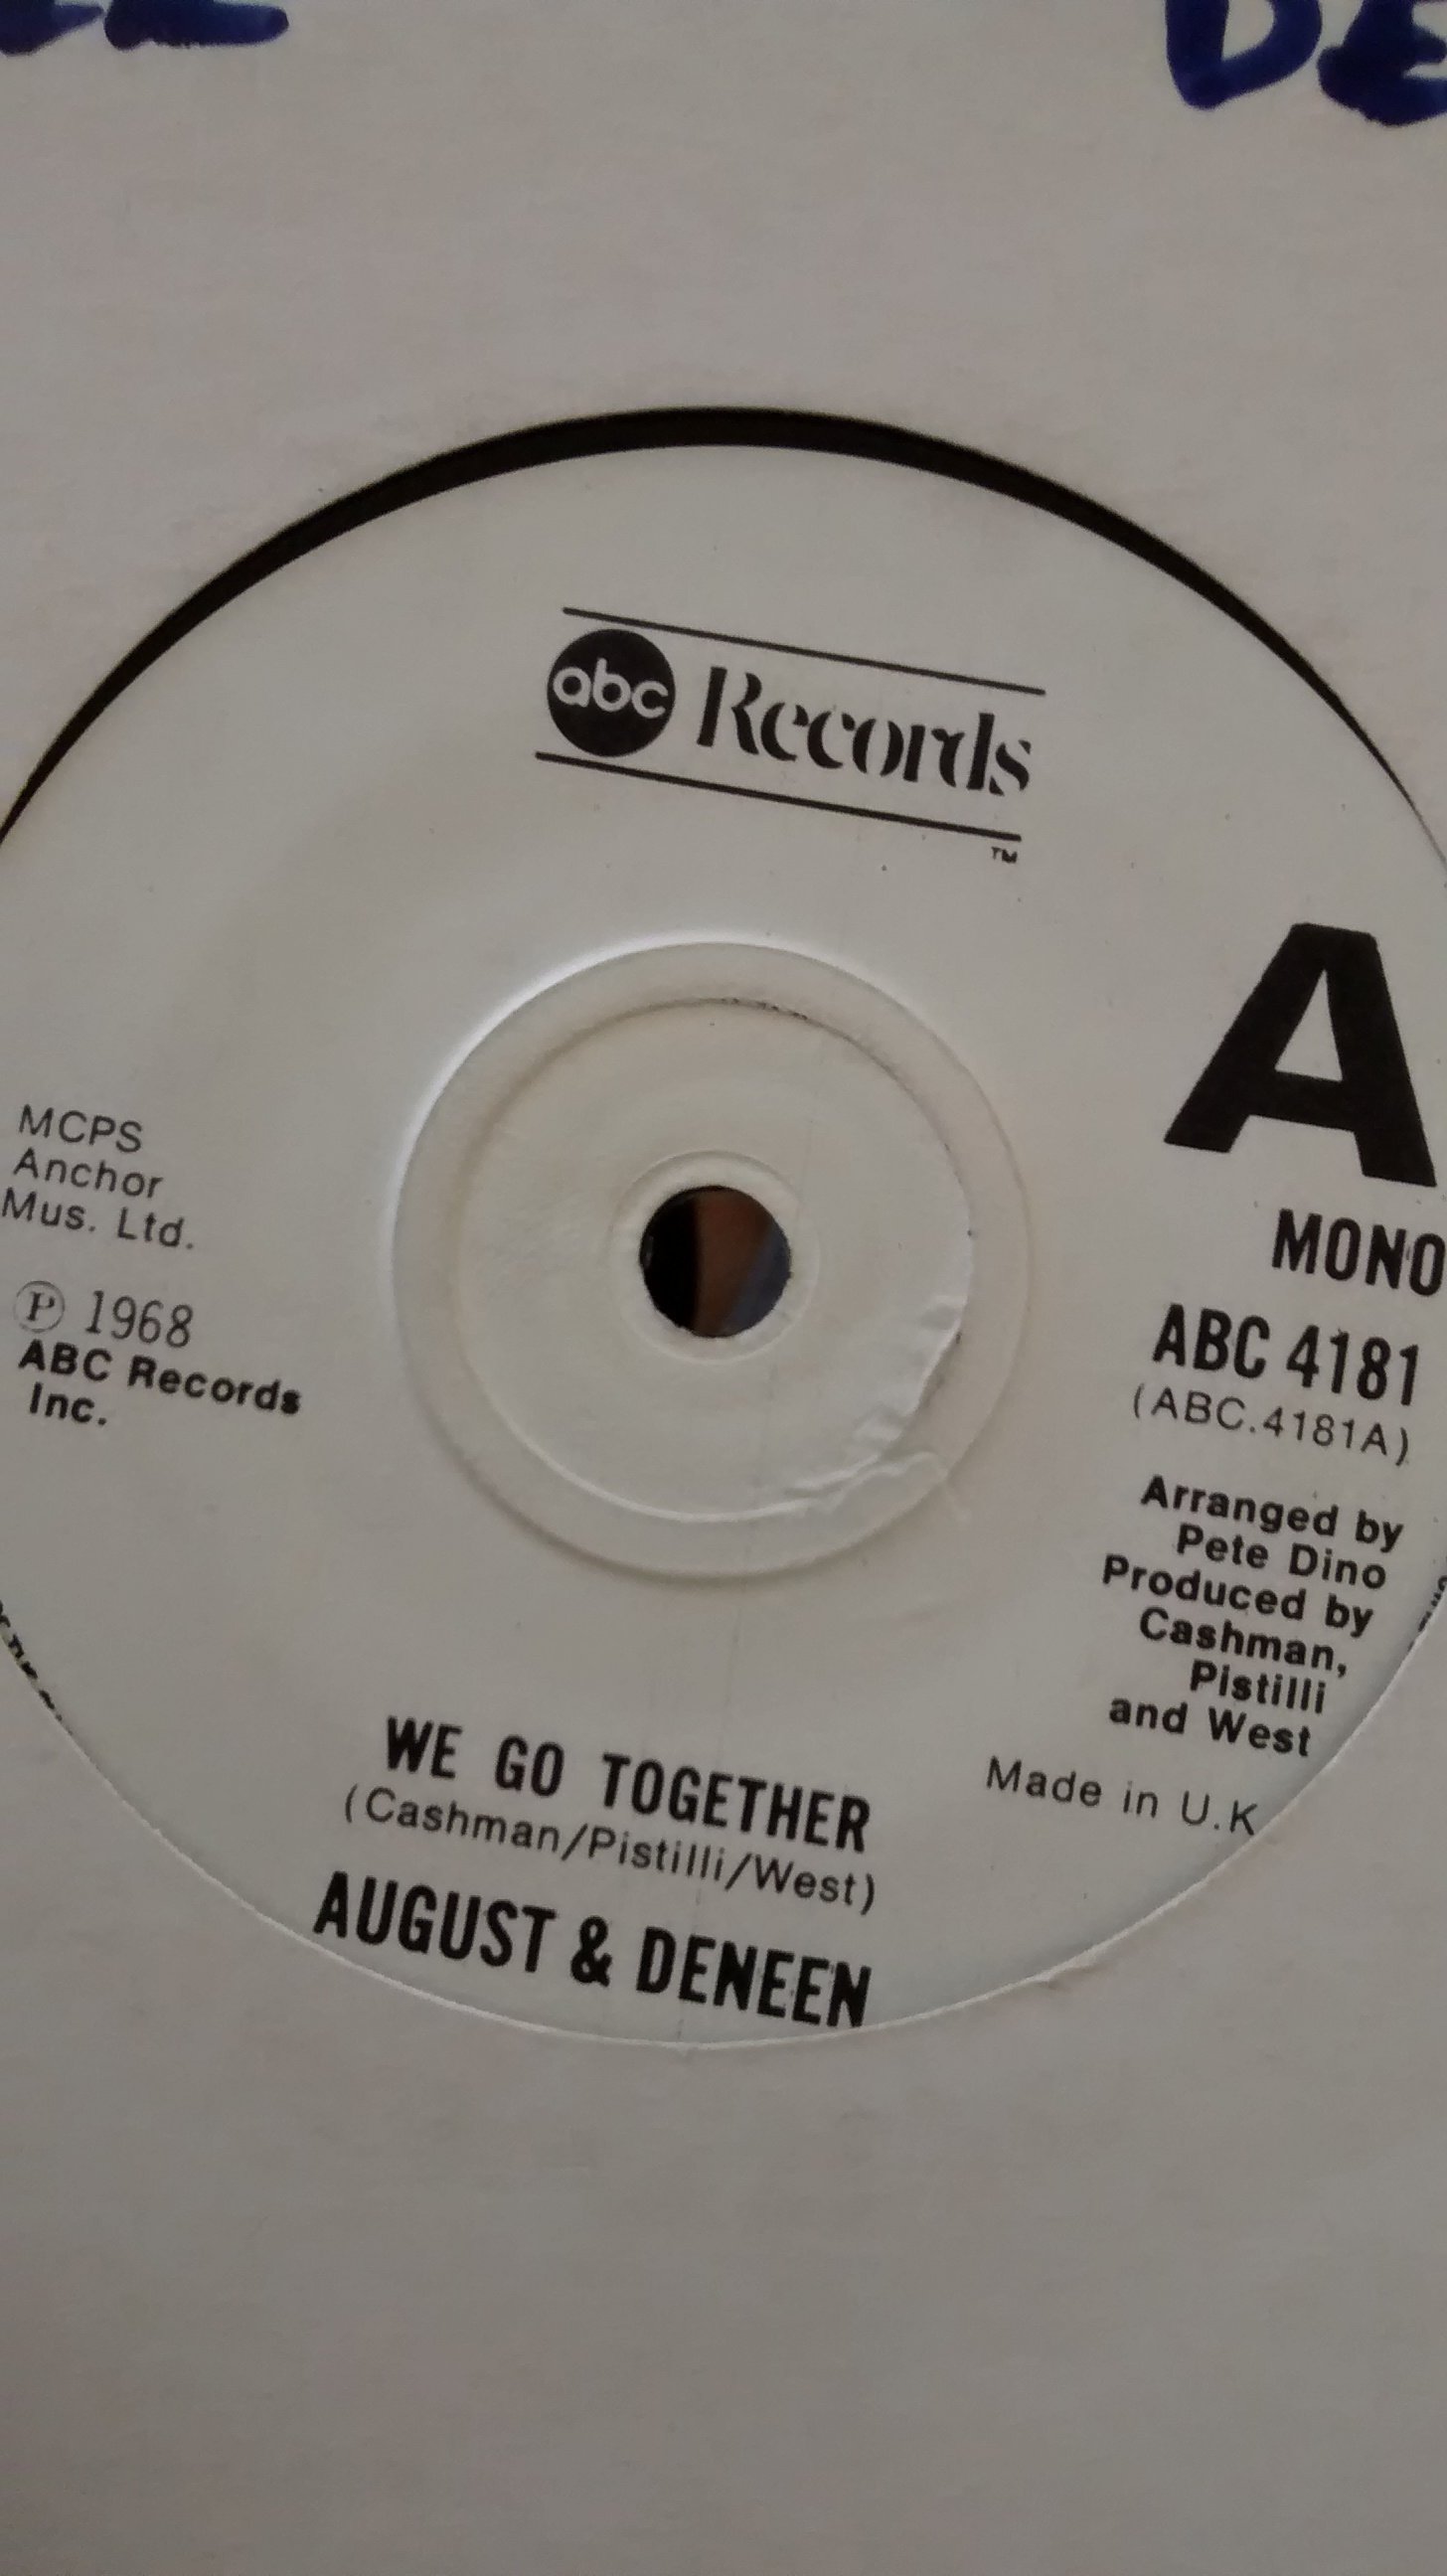 DE
abc Records
TM
A
MONO
ABC 4181
(ABC.4181A)
Arranged by
Pete Dino
Produced by
Cashman,
Pistilli
and West
Made in U.K
MCPS
Anchor
Mus. Ltd.
Ⓟ 1968
ABC Records
Inc.
WE GO TOGETHER
(Cashman/Pistilli/West)
AUGUST & DENEEN